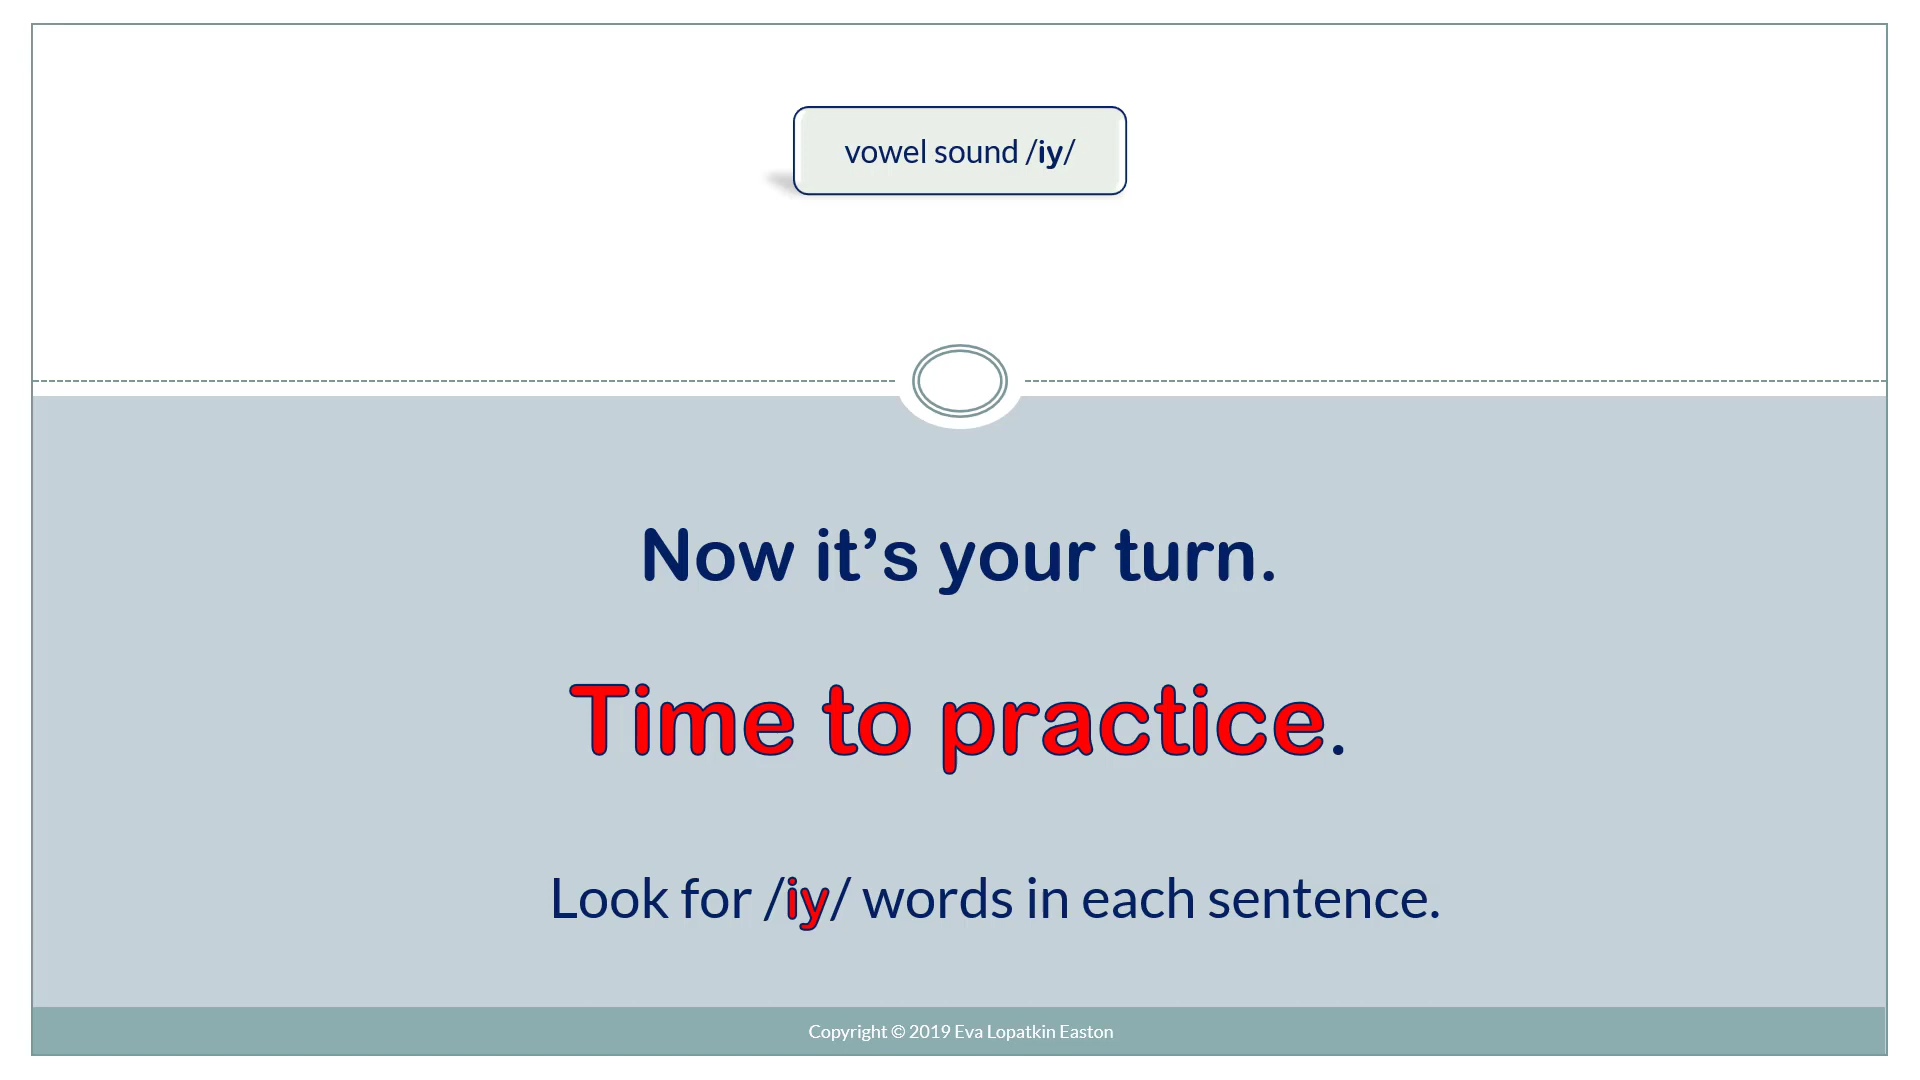 vowel sound /iy/
Now it’s your turn.
Time to practice.
Look for /iy/ words in each sentence.
Copyright © 2019 Eva Lopatkin Easton